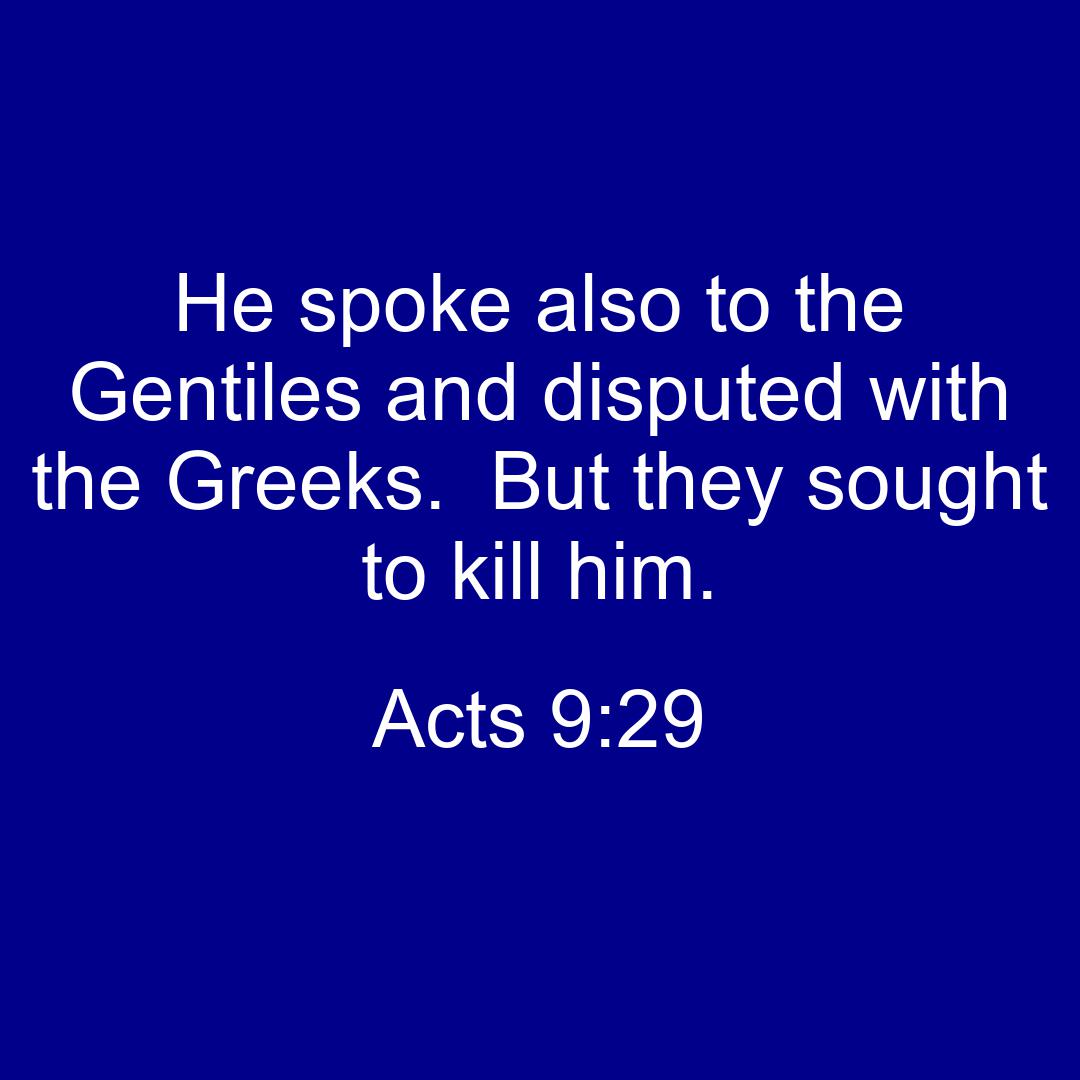 He spoke also to the
Gentiles and disputed with
the Greeks.  But they sought
to kill him.
Acts 9:29